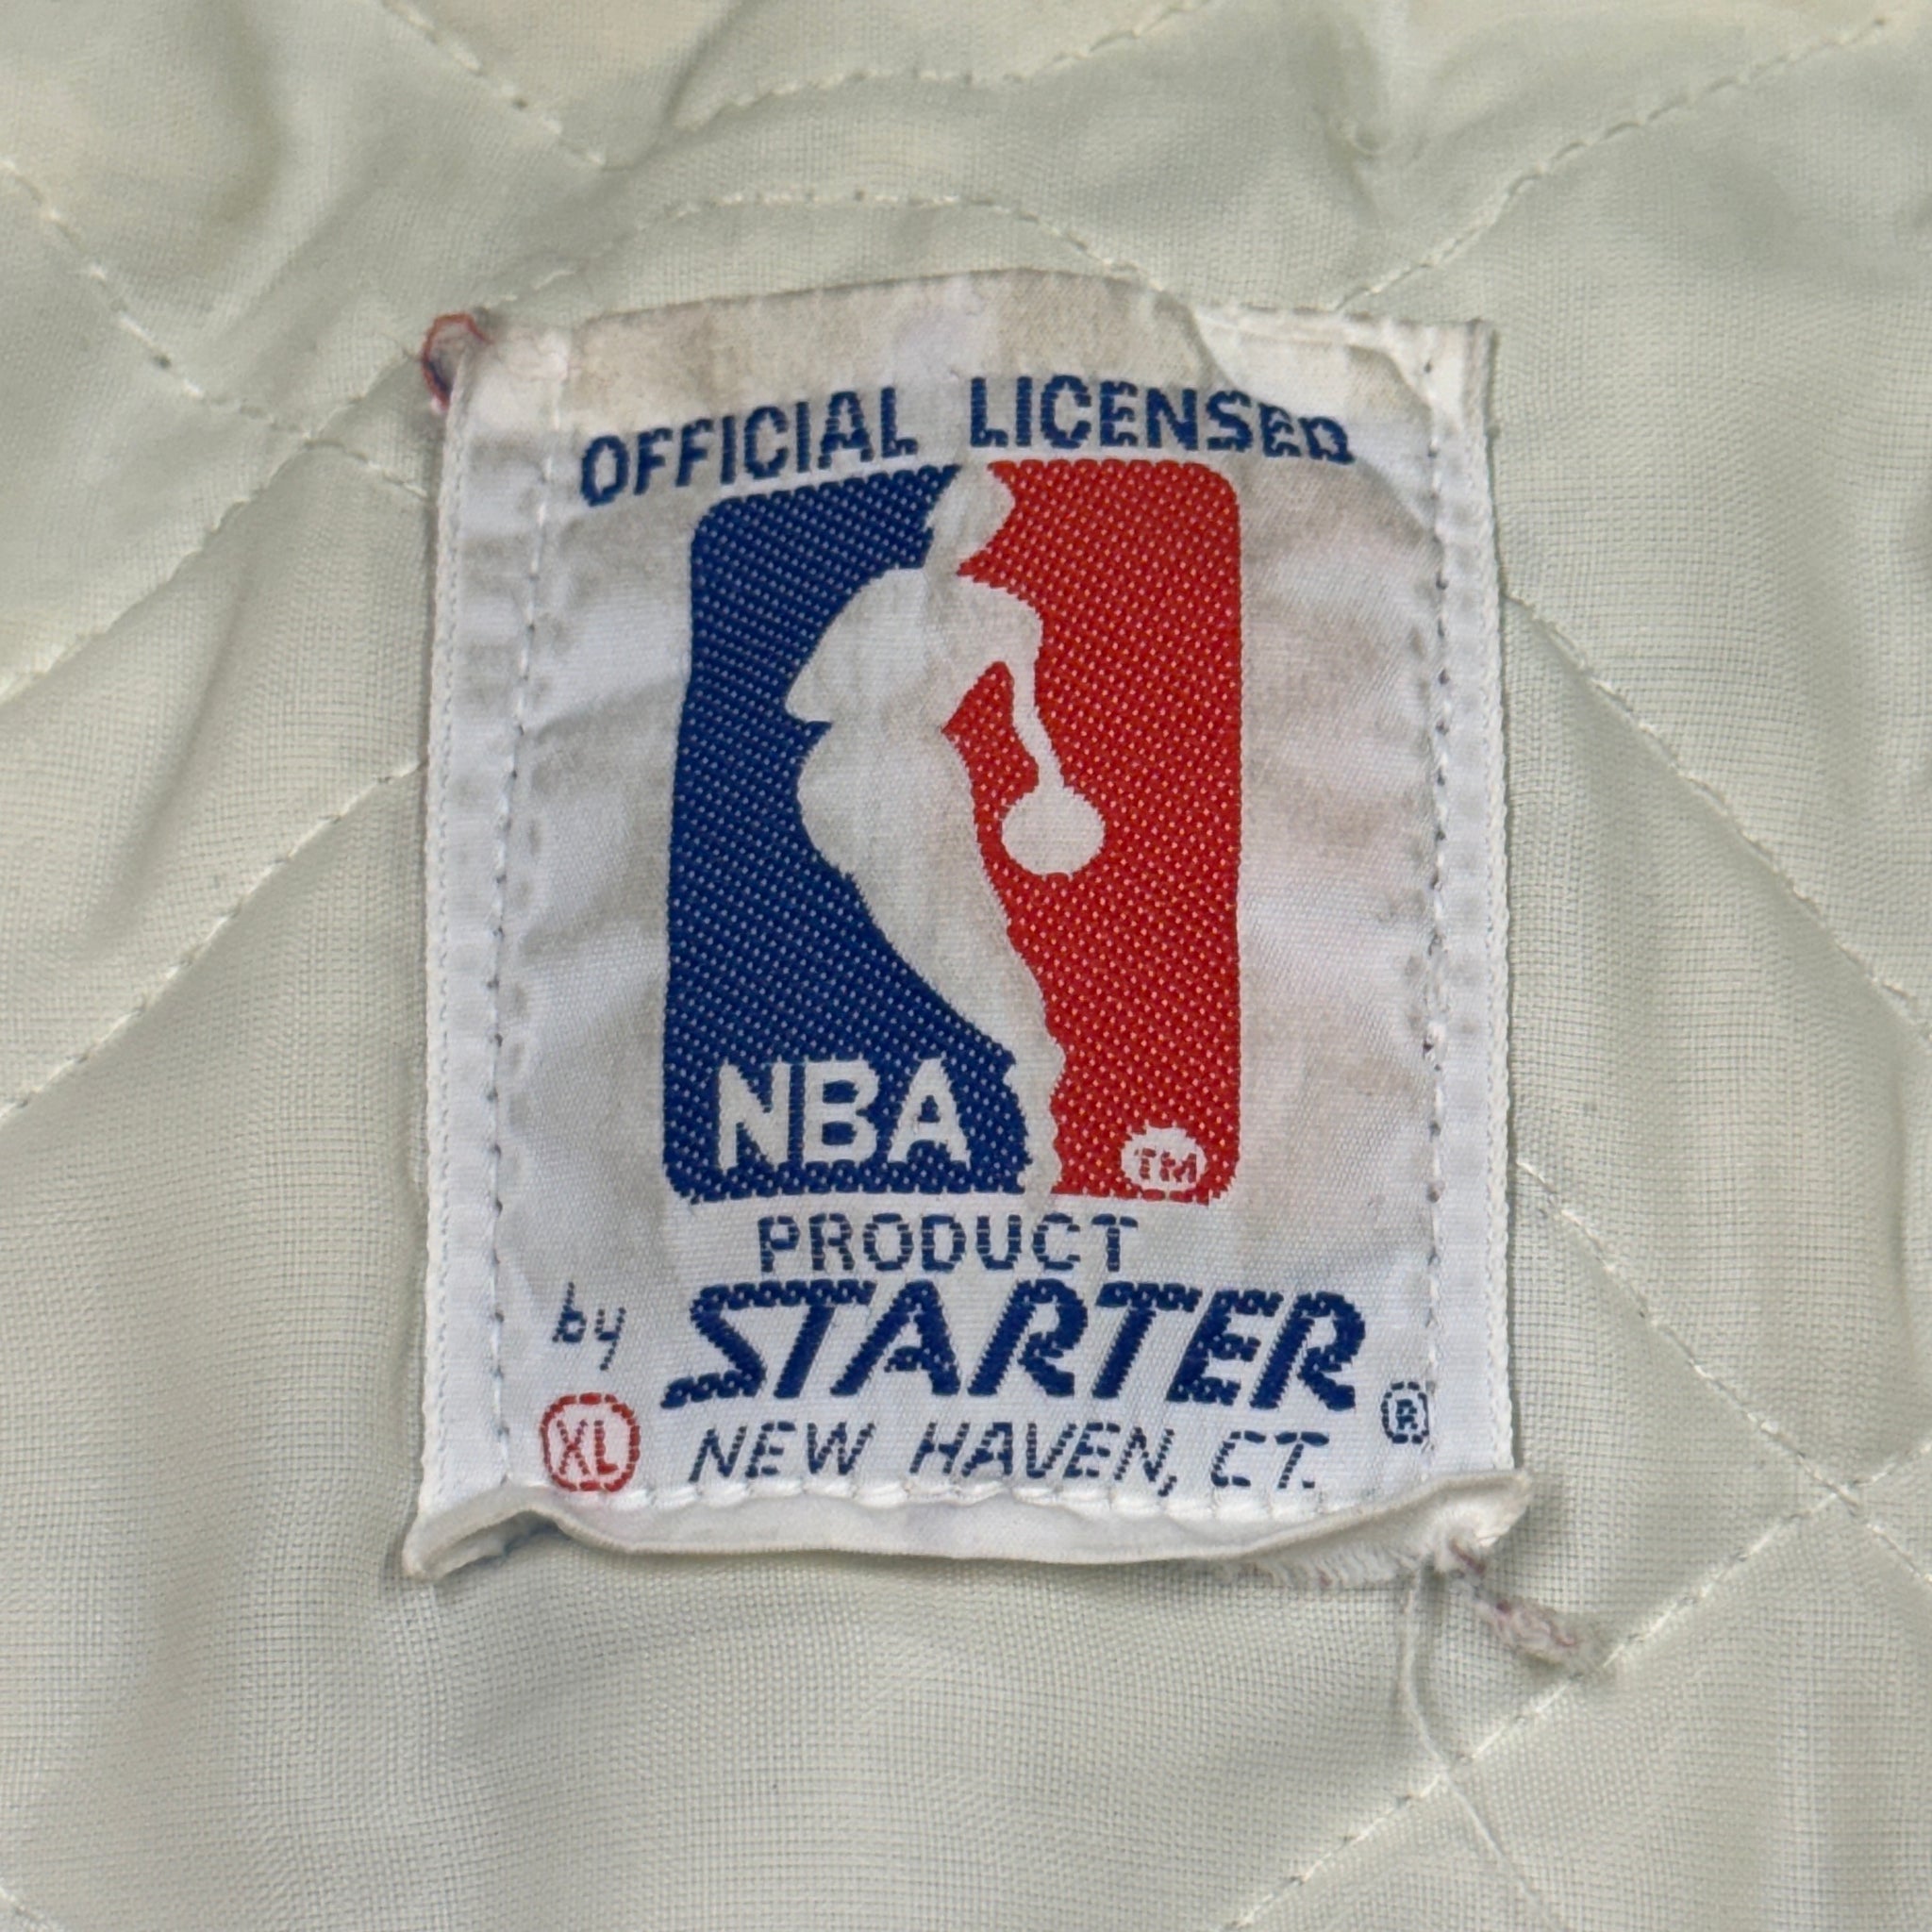 OFFICIAL LICENSED
NBA
TM
PRODUCT
by STARTER ®
XL NEW HAVEN, CT.